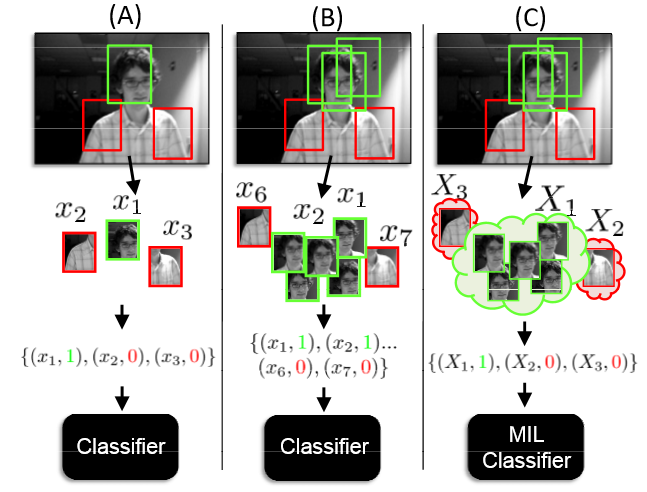 (A)
(B)
(C)
x₂ x₁ x₃
x₆ x₂ x₁ x₇
X₃ X₁ X₂
{(x₁, 1), (x₂, 0), (x₃, 0)}
{(x₁, 1), (x₂, 1)...
(x₆, 0), (x₇, 0)}
{(X₁, 1), (X₂, 0), (X₃, 0)}
Classifier
Classifier
MIL
Classifier